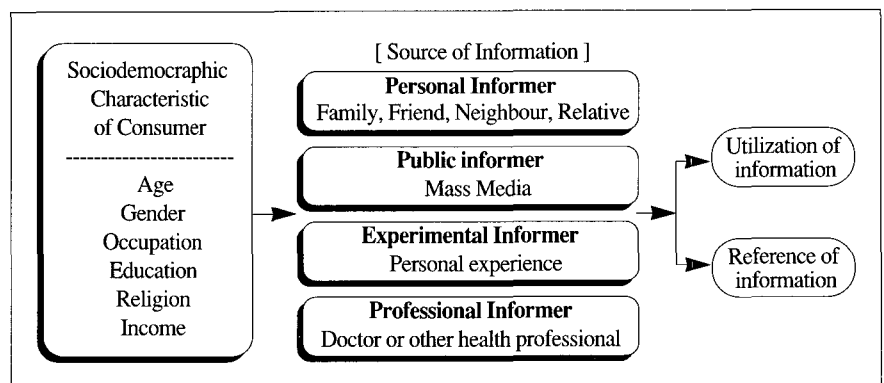 Sociodemocraphic
Characteristic
of Consumer
Age
Gender
Occupation
Education
Religion
Income
[ Source of Information ]
Personal Informer
Family, Friend, Neighbour, Relative
Public informer
Mass Media
Experimental Informer
Personal experience
Professional Informer
Doctor or other health professional
Utilization of
information
Reference of
information